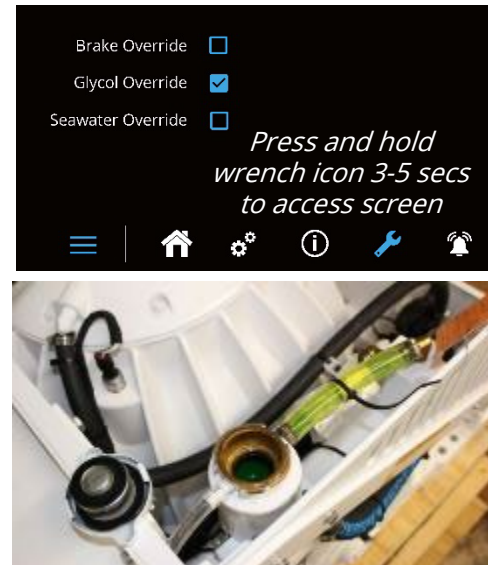 Brake Override
Glycol Override
Seawater Override
Press and hold
wrench icon 3-5 secs
to access screen